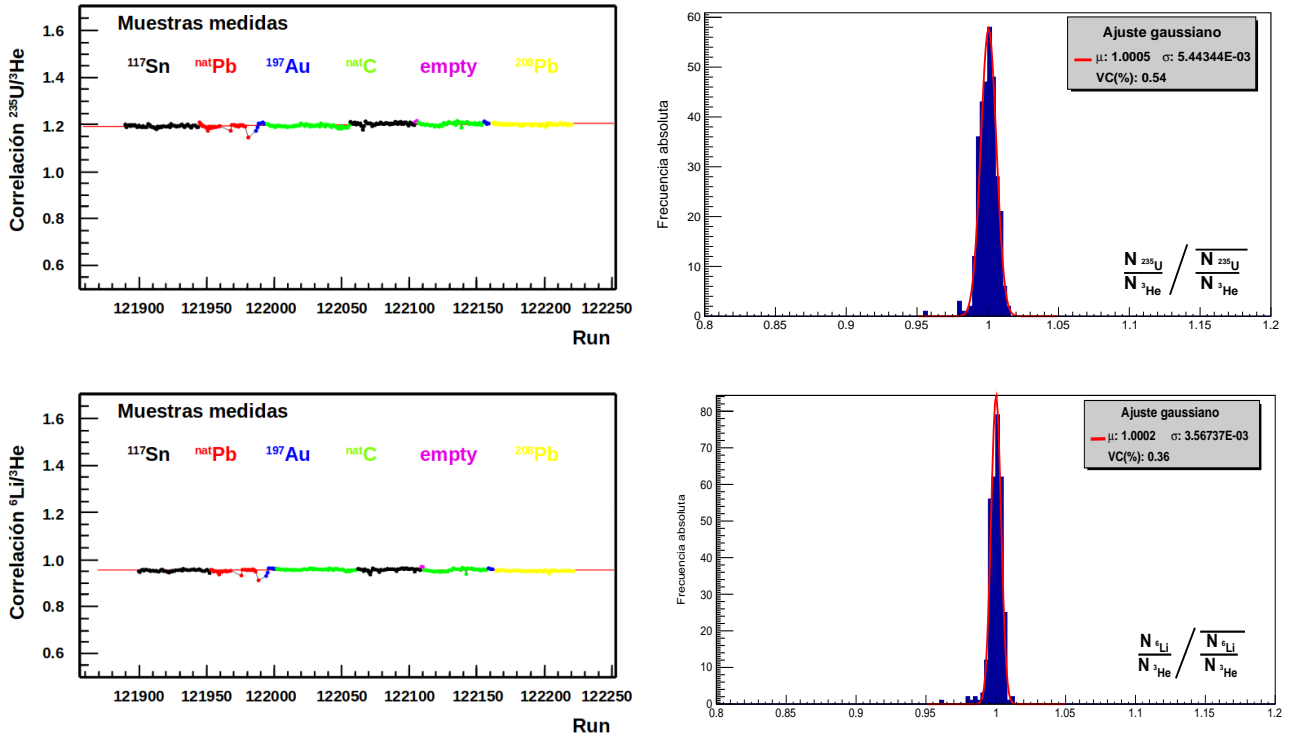 Muestras medidas
117Sn natPb 197Au natC empty 208Pb
Correlación 235U/3He
1.6
1.4
1.2
1.0
0.8
0.6
121900 121950 122000 122050 122100 122150 122200 122250
Run
Ajuste gaussiano
μ: 1.0005 σ: 5.44344E-03
VC(%): 0.54
Frecuencia absoluta
60
50
40
30
20
10
0
0.8 0.85 0.9 0.95 1 1.05 1.1 1.15 1.2
N 235U / N 235U
N 3He N 3He
Muestras medidas
117Sn natPb 197Au natC empty 208Pb
Correlación 6Li/3He
1.6
1.4
1.2
1.0
0.8
0.6
121900 121950 122000 122050 122100 122150 122200 122250
Run
Ajuste gaussiano
μ: 1.0002 σ: 3.56737E-03
VC(%): 0.36
Frecuencia absoluta
80
70
60
50
40
30
20
10
0
0.8 0.85 0.9 0.95 1 1.05 1.1 1.15 1.2
N 6Li / N 6Li
N 3He N 3He